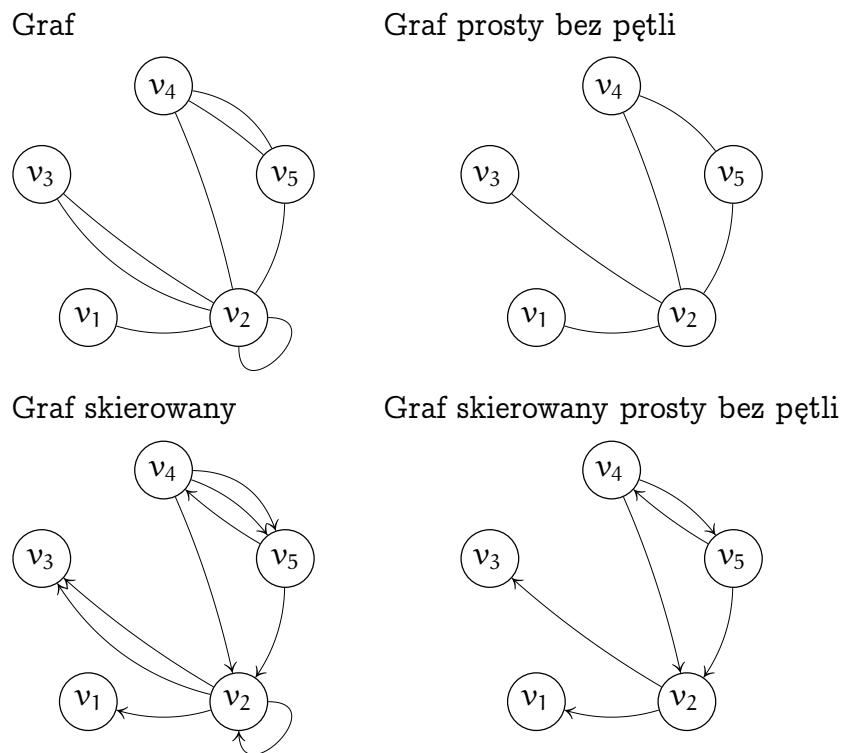 Graf
Graf prosty bez pętli
v4
v4
v3
v5
v3
v5
v1
v2
v1
v2
Graf skierowany
Graf skierowany prosty bez pętli
v4
v4
v3
v5
v3
v5
v1
v2
v1
v2